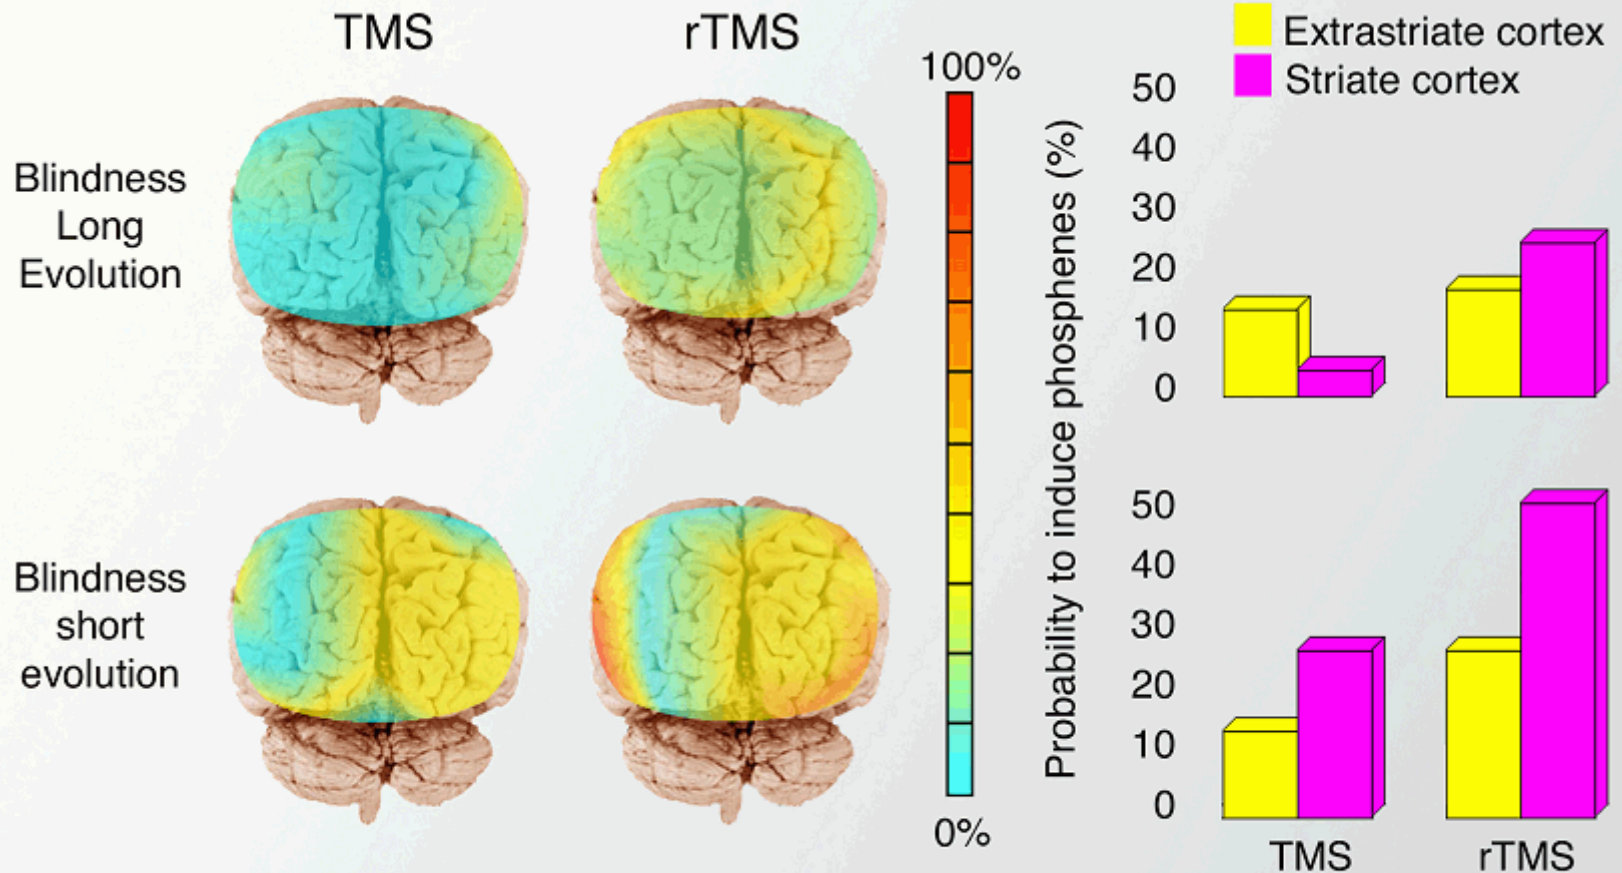 TMS
rTMS
Extrastriate cortex
Striate cortex
Blindness
Long
Evolution
Blindness
short
evolution
100%
0%
Probability to induce phosphenes (%)
50
40
30
20
10
0
50
40
30
20
10
0
TMS
rTMS